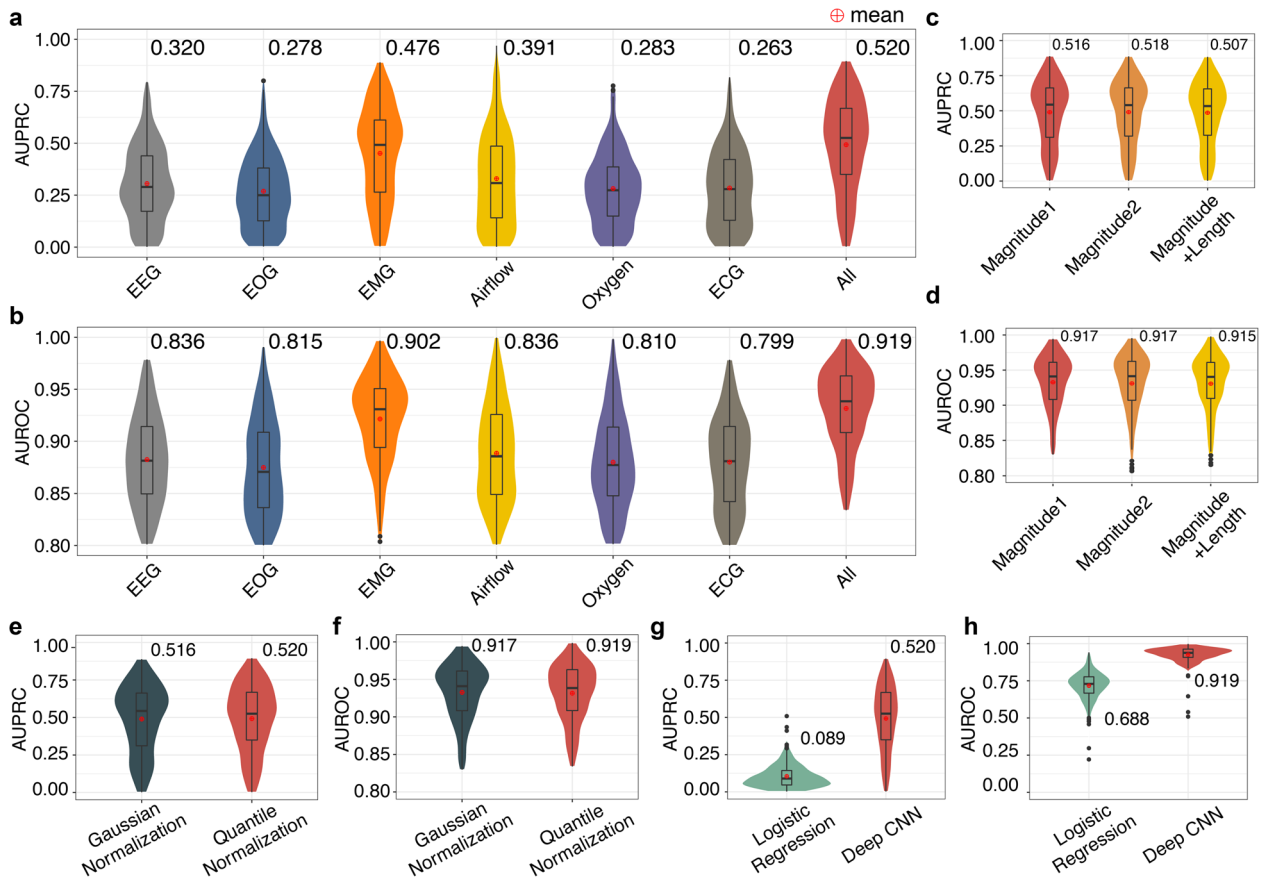 a
mean
AUPRC
1.00
0.75
0.50
0.25
0.00
0.320
0.278
0.476
0.391
0.283
0.263
0.520
EEG
EOG
EMG
Airflow
Oxygen
ECG
All
b
AUROC
1.00
0.95
0.90
0.85
0.80
0.836
0.815
0.902
0.836
0.810
0.799
0.919
EEG
EOG
EMG
Airflow
Oxygen
ECG
All
c
AUPRC
1.00
0.75
0.50
0.25
0.00
0.516
0.518
0.507
Magnitude1
Magnitude2
Magnitude
+Length
d
AUROC
1.00
0.95
0.90
0.85
0.80
0.917
0.917
0.915
Magnitude1
Magnitude2
Magnitude
+Length
e
AUPRC
1.00
0.75
0.50
0.25
0.00
0.516
0.520
Gaussian
Normalization
Quantile
Normalization
f
AUROC
1.00
0.95
0.90
0.85
0.80
0.917
0.919
Gaussian
Normalization
Quantile
Normalization
g
AUPRC
1.00
0.75
0.50
0.25
0.00
0.089
0.520
Logistic
Regression
Deep CNN
h
AUROC
1.00
0.75
0.50
0.25
0.00
0.688
0.919
Logistic
Regression
Deep CNN